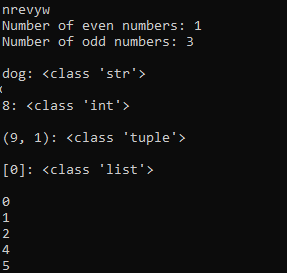 nrevyw
Number of even numbers: 1
Number of odd numbers: 3
dog: <class 'str'>
8: <class 'int'>
(9, 1): <class 'tuple'>
[0]: <class 'list'>
0
1
2
4
5